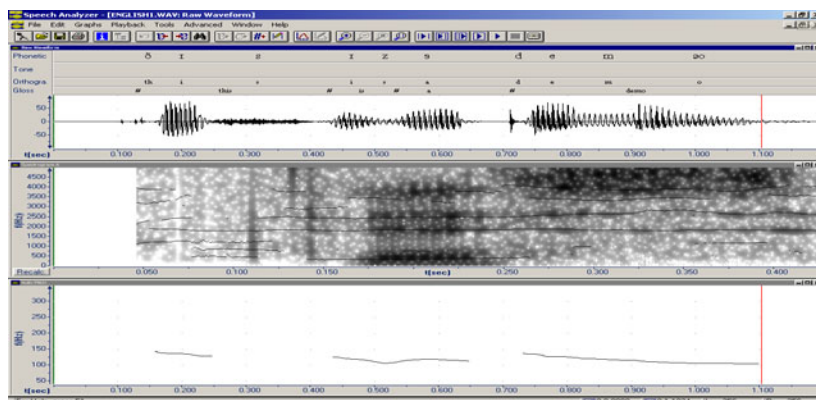 Speech Analyzer - [ENGLISH1.WAV: Raw Waveform]
File Edit Graphs Playback Tools Advanced Window Help
Phonetic ð ɪ s ɪ z ə d e m
Tone
Orthogra. th i s i s a d e m o
Gloss # this # is # a # demo
50
0
-50
t(sec) 0.100 0.200 0.300 0.400 0.500 0.600 0.700 0.800 0.900 1.000 1.100
4500
4000
3500
3000
2500
2000
1500
1000
500
0
f(Hz)
Recalc. 0.050 0.100 0.150 t(sec) 0.250 0.300 0.350 0.400
300
250
200
150
100
50
f(Hz)
t(sec) 0.100 0.200 0.300 0.400 0.500 0.600 0.700 0.800 0.900 1.000 1.100